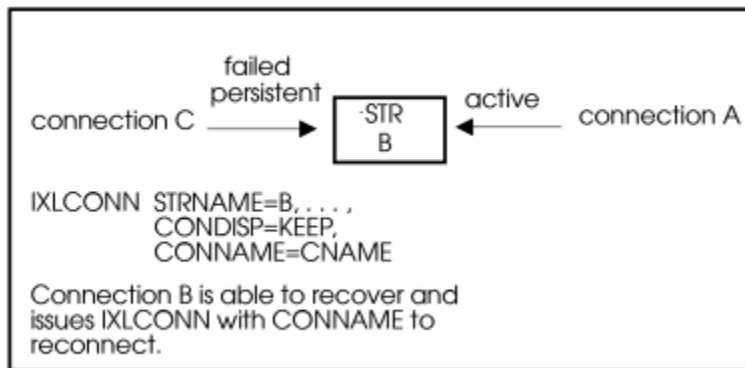 failed
persistent
connection C
-STR
B
active
connection A
IXLCONN STRNAME=B, . . . ,
CONDISP=KEEP,
CONNAME=CNAME
Connection B is able to recover and
issues IXLCONN with CONNAME to
reconnect.